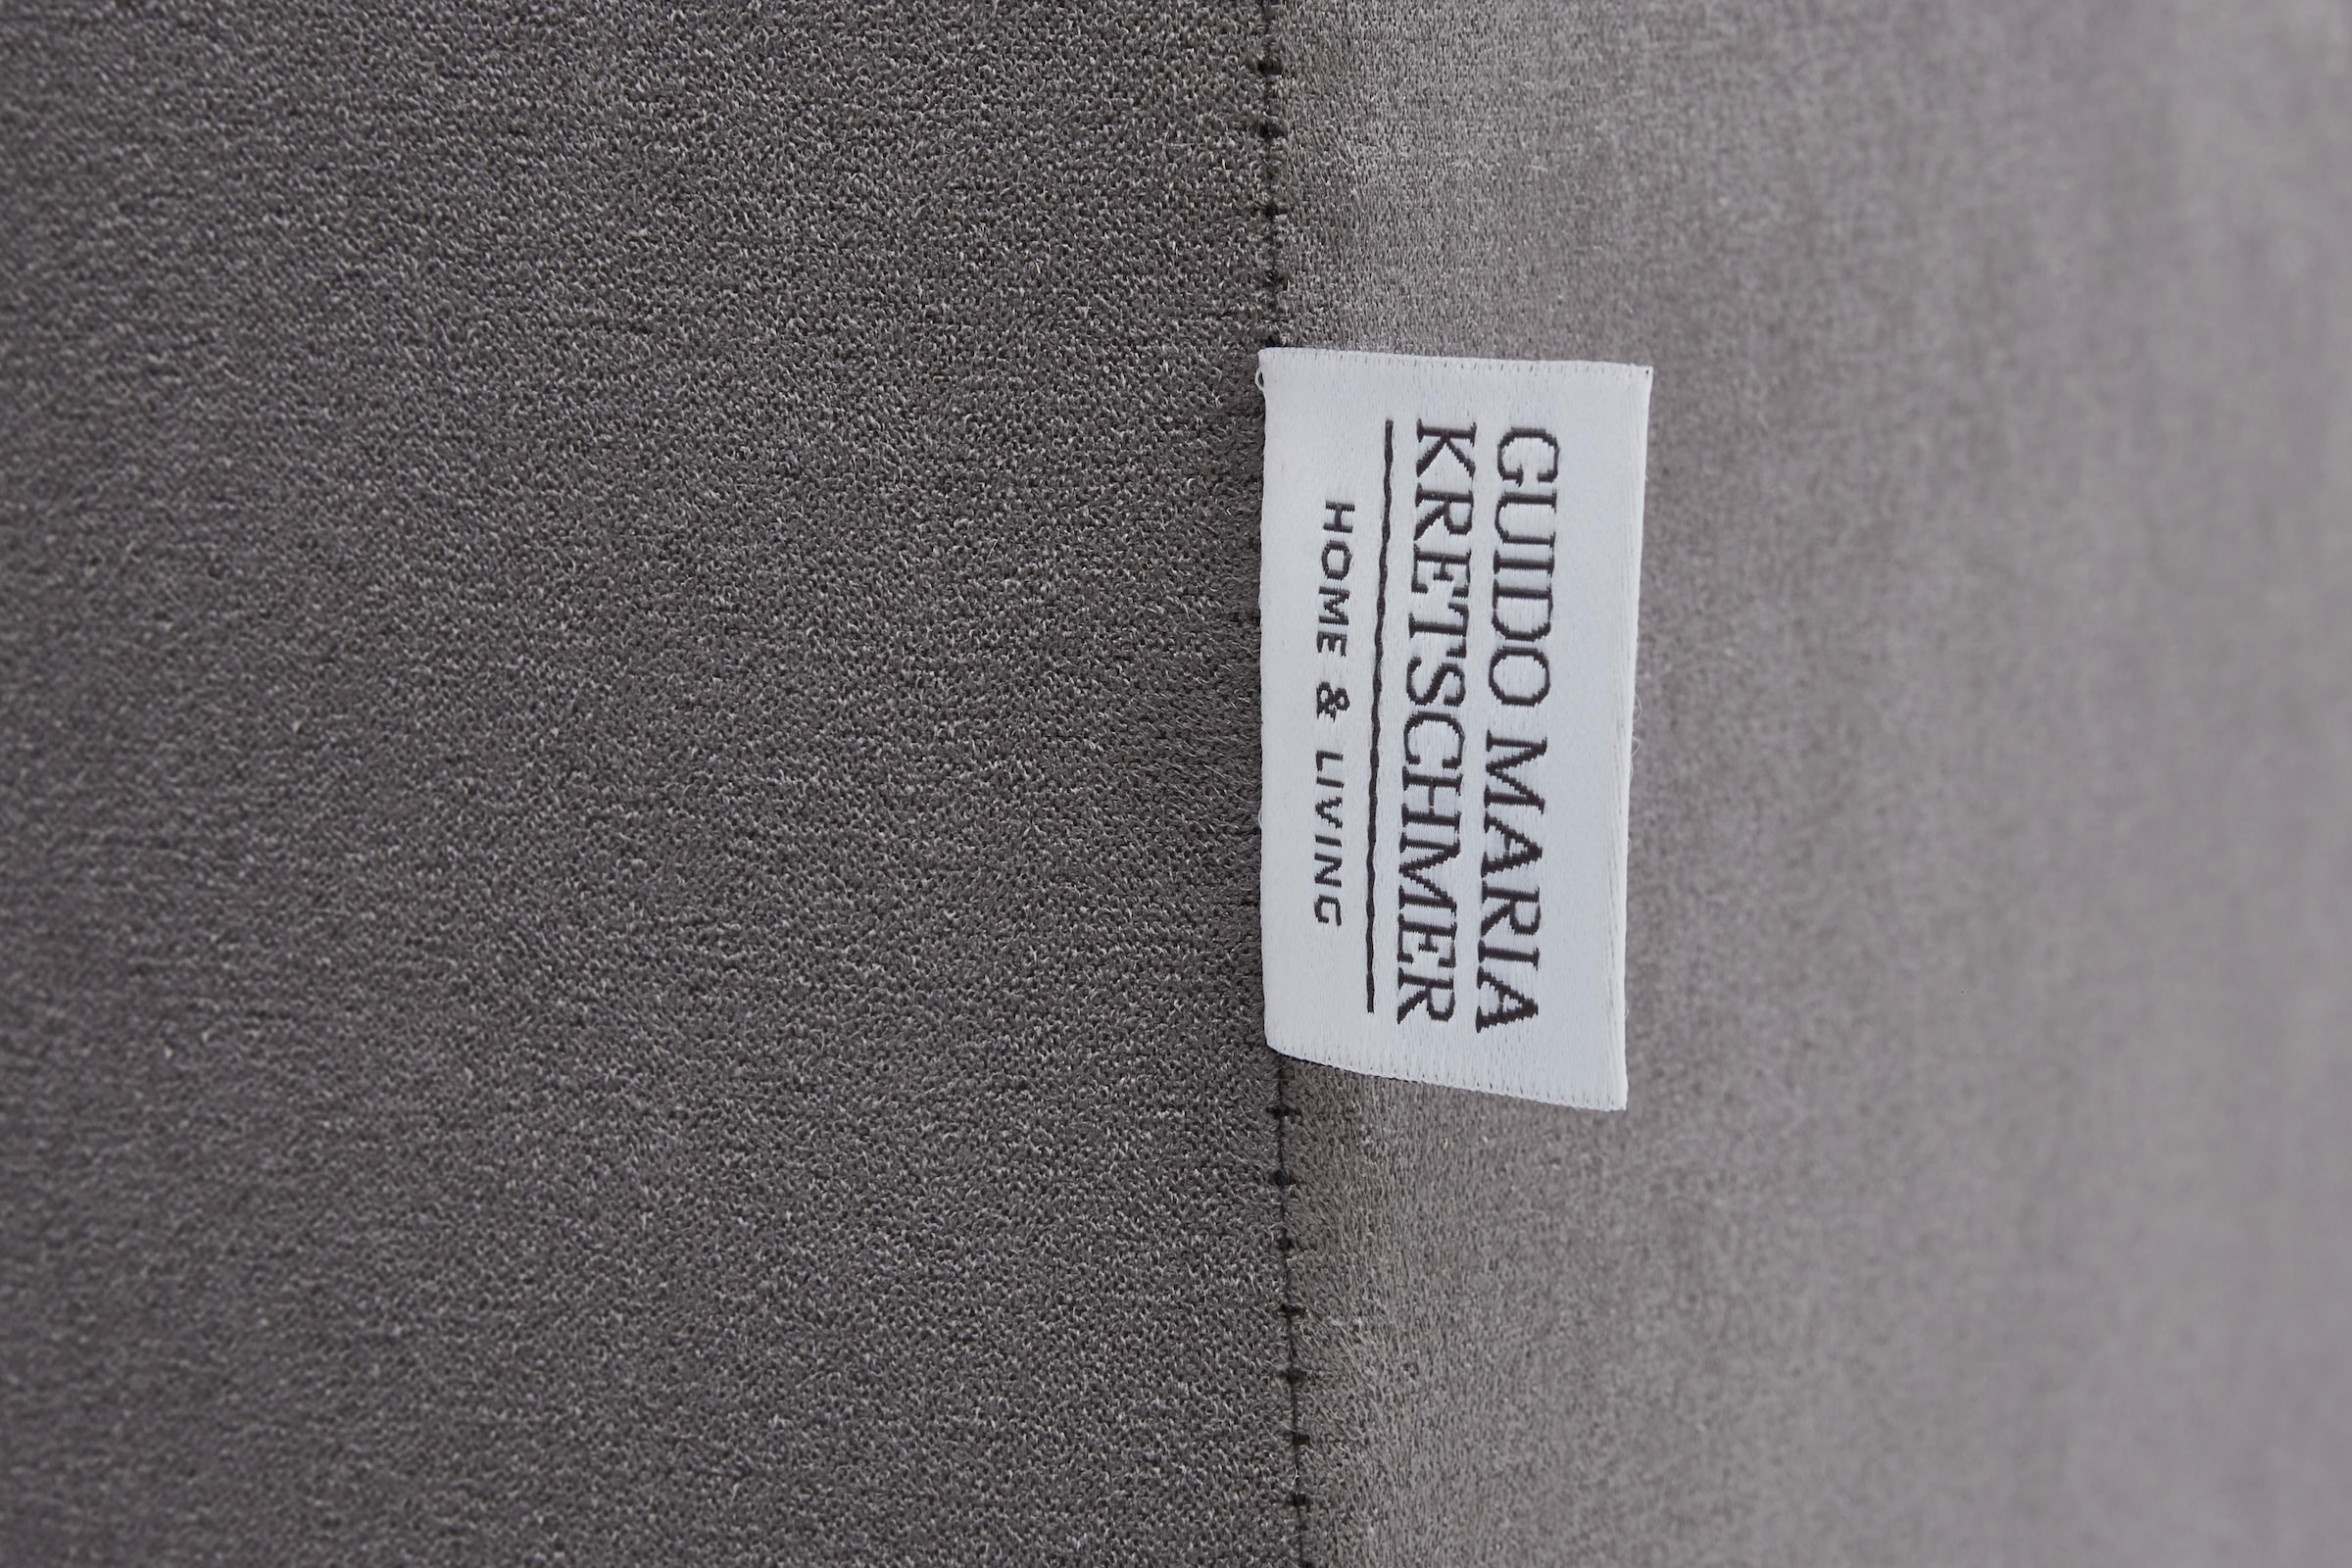 GUIDO MARIA
KRETSCHMER
HOME & LIVING